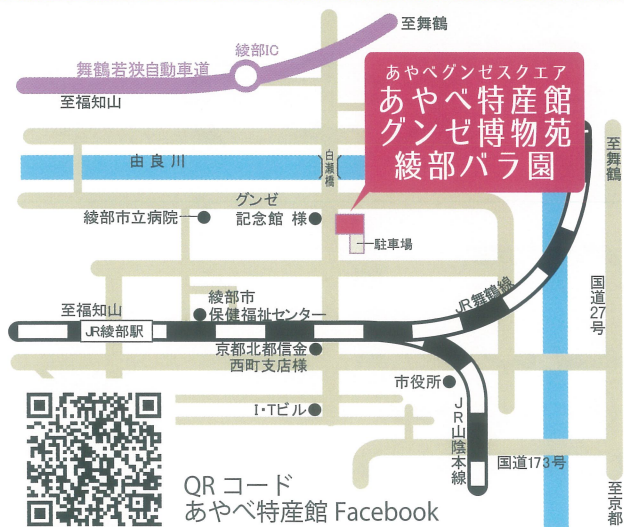 至舞鶴
綾部IC
舞鶴若狭自動車道
至福知山
あやべグンゼスクエア
あやべ特産館
グンゼ博物苑
綾部バラ園
至舞鶴
由良川
白瀬橋
グンゼ
記念館 様
綾部市立病院
駐車場
国道27号
JR舞鶴線
綾部市
保健福祉センター
至福知山
JR綾部駅
京都北都信金
西町支店様
市役所
I・Tビル
JR山陰本線
国道173号
至京都
QRコード
あやべ特産館 Facebook